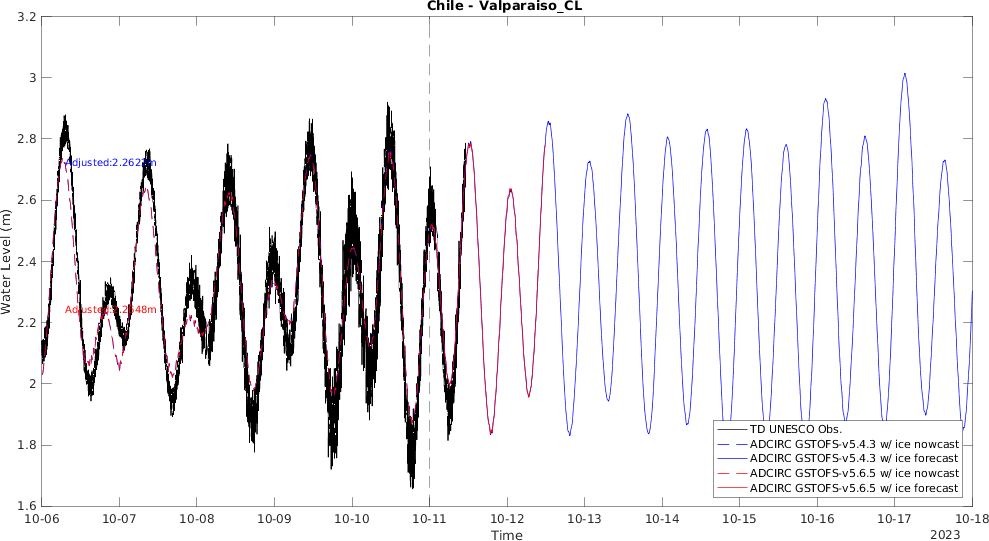 Chile - Valparaiso_CL
3.2
3
2.8
2.6
2.4
2.2
2
1.8
1.6
Water Level (m)
TD UNESCO Obs.
ADCIRC GSTOFS-v5.4.3 w/ ice nowcast
ADCIRC GSTOFS-v5.4.3 w/ ice forecast
ADCIRC GSTOFS-v5.6.5 w/ ice nowcast
ADCIRC GSTOFS-v5.6.5 w/ ice forecast
10-06 10-07 10-08 10-09 10-10 10-11 10-12 10-13 10-14 10-15 10-16 10-17 10-18
Time
2023